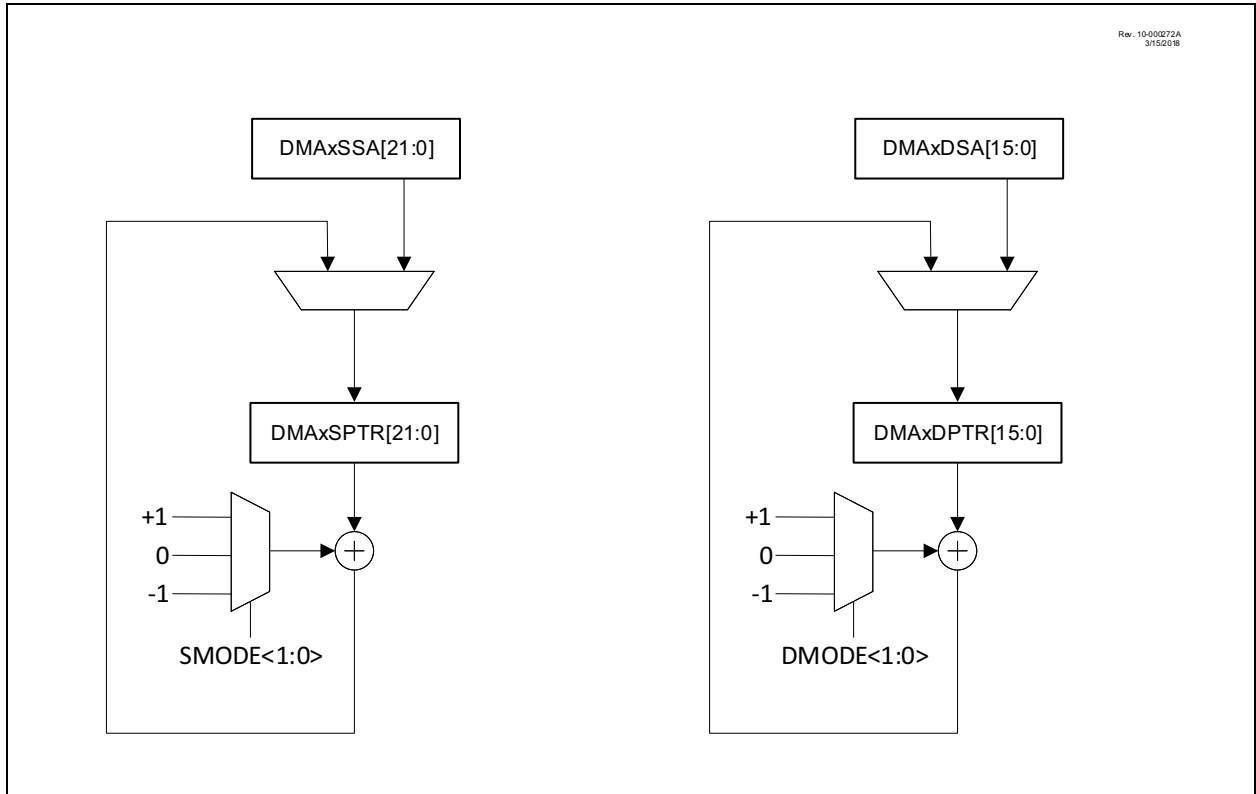 Rev. 10-000272A
3/15/2018
DMAxSSA[21:0]
DMAxDSA[15:0]
DMAxSPTR[21:0]
DMAxDPTR[15:0]
+1
0
-1
SMODE<1:0>
+1
0
-1
DMODE<1:0>